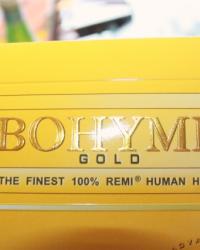 BOHYM
GOLD
THE FINEST 100% REMI® HUMAN H